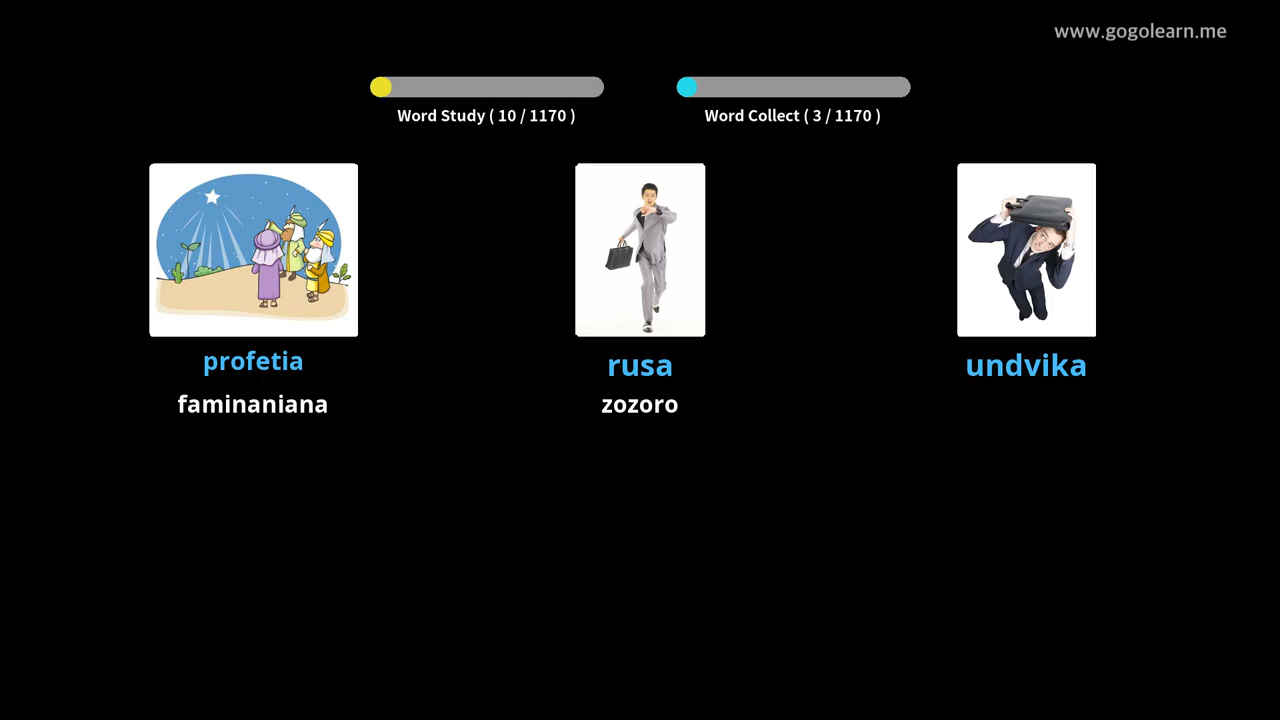 www.gogolearn.me
Word Study ( 10 / 1170 )
Word Collect ( 3 / 1170 )
profetia
faminaniana
rusa
zozoro
undvika